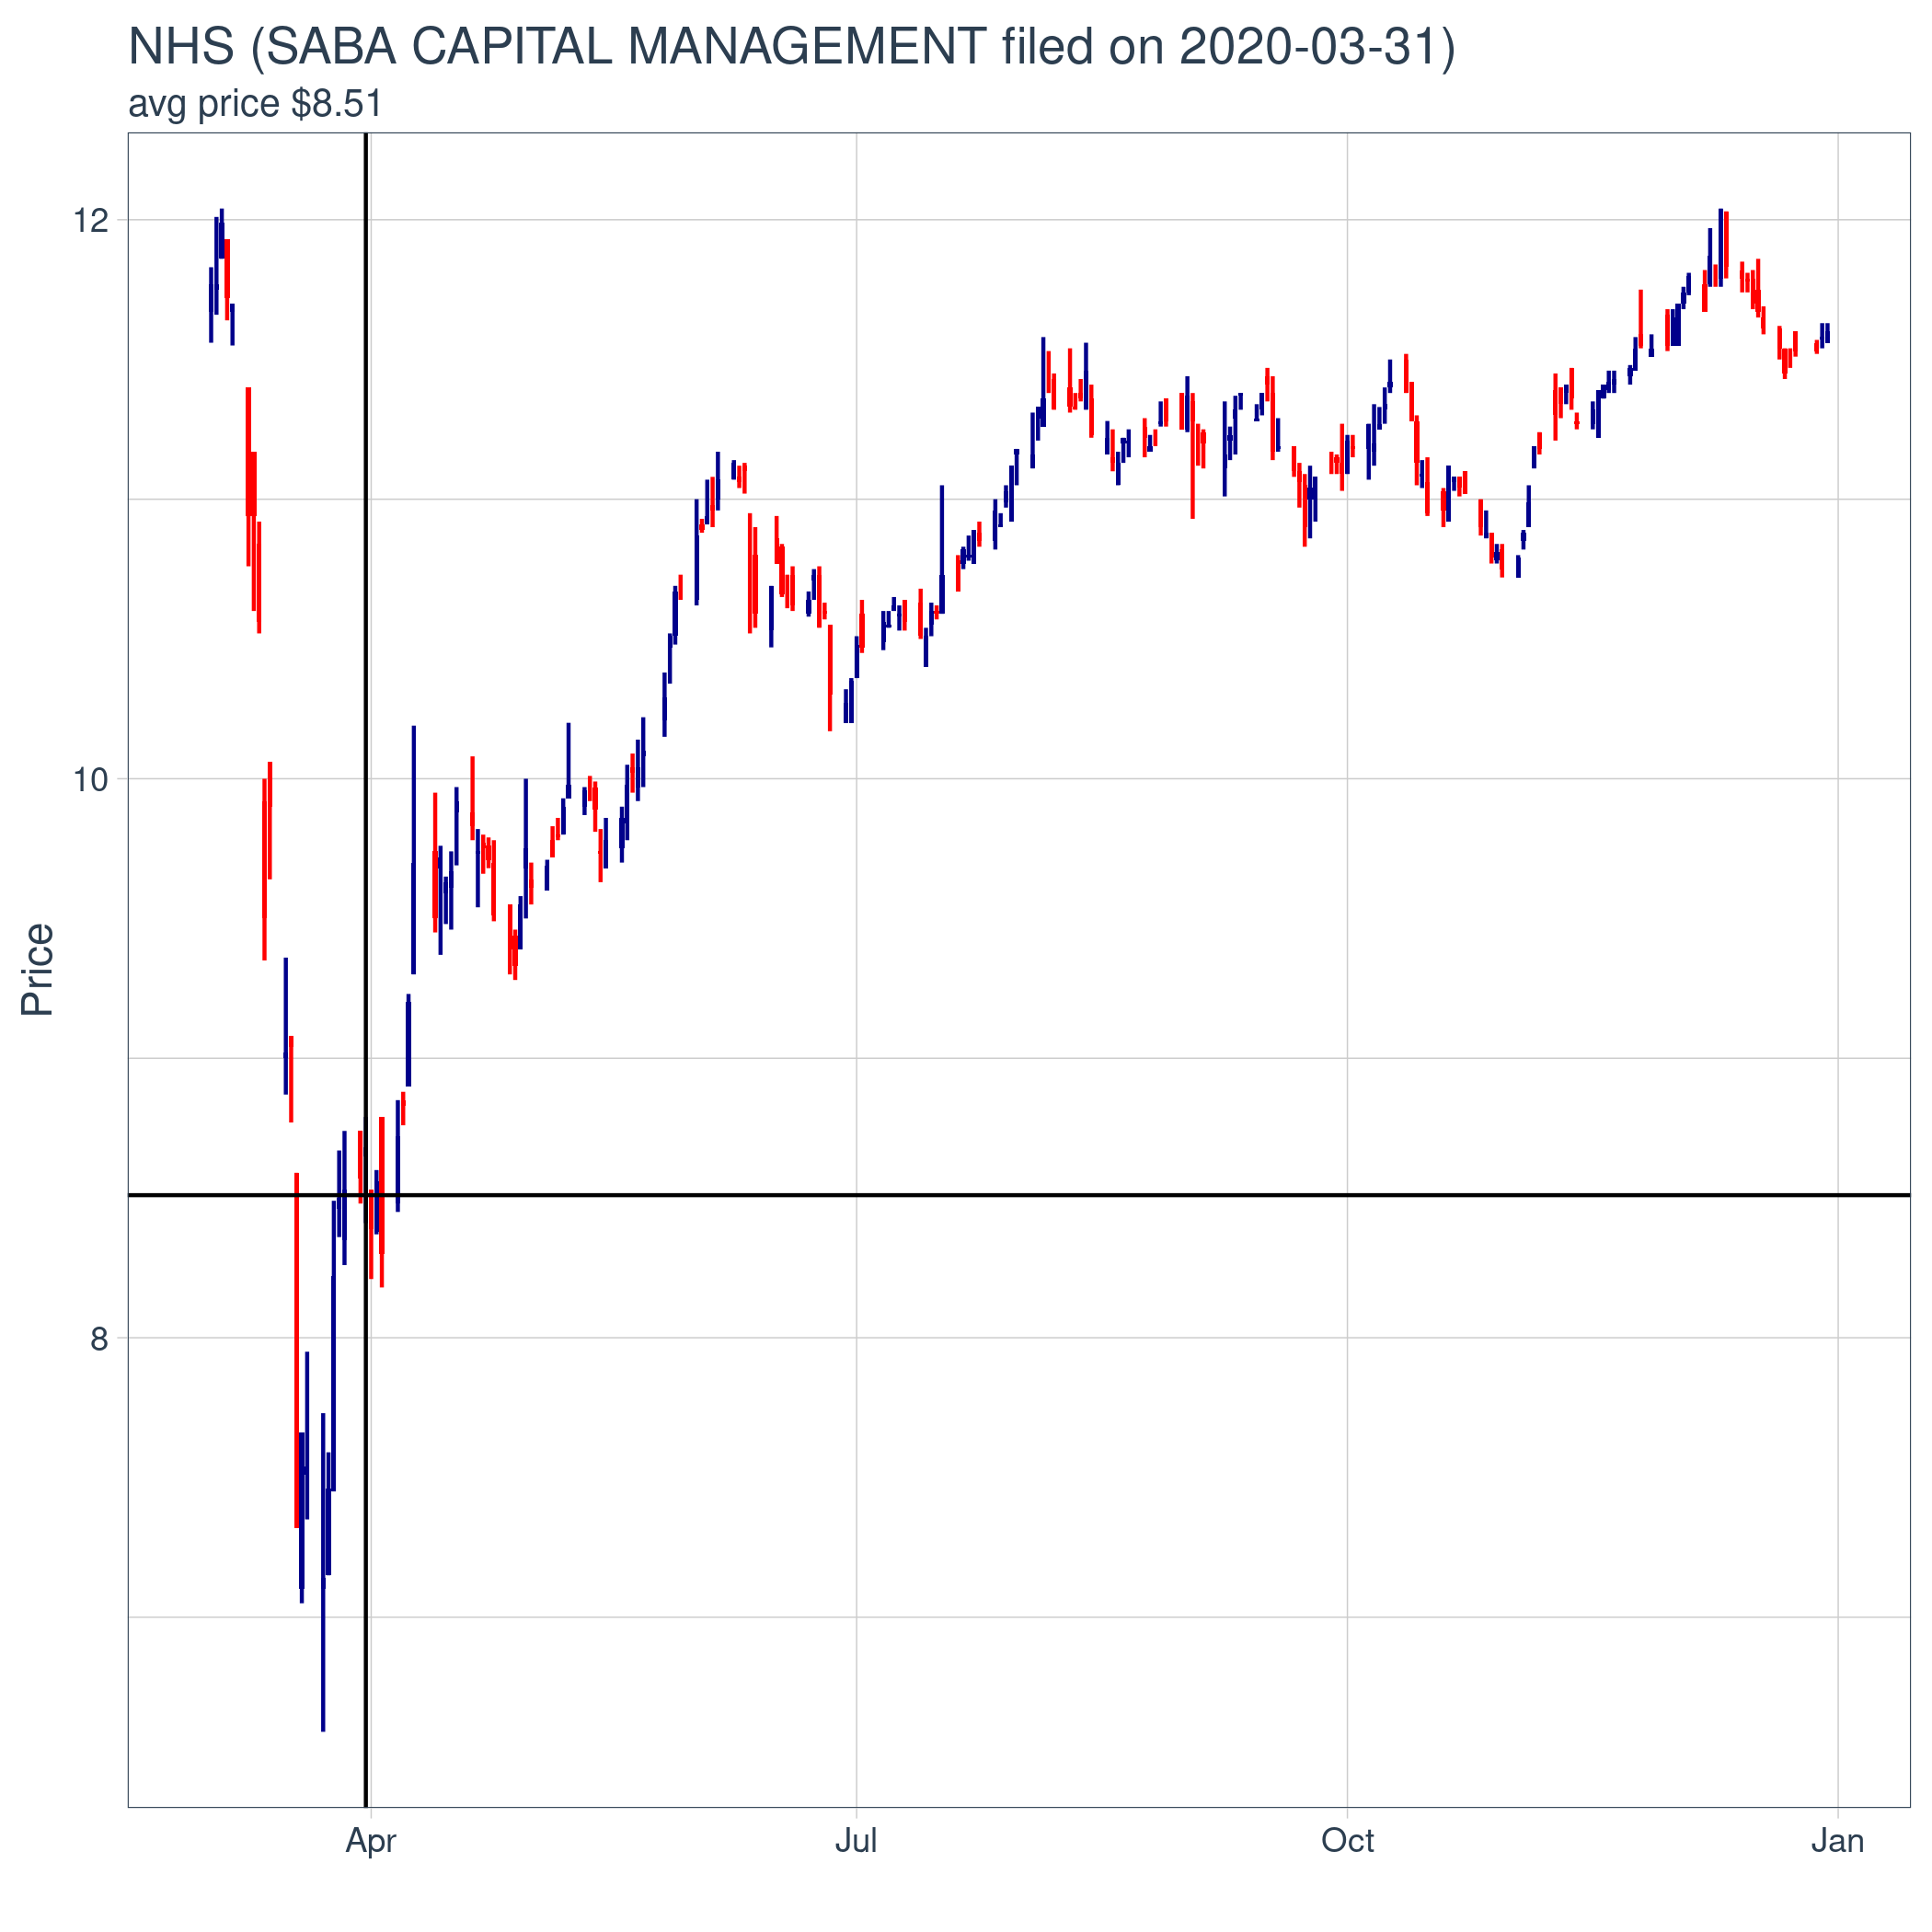 NHS (SABA CAPITAL MANAGEMENT filed on 2020-03-31)
avg price $8.51
12
10
8
Price
Apr Jul Oct Jan